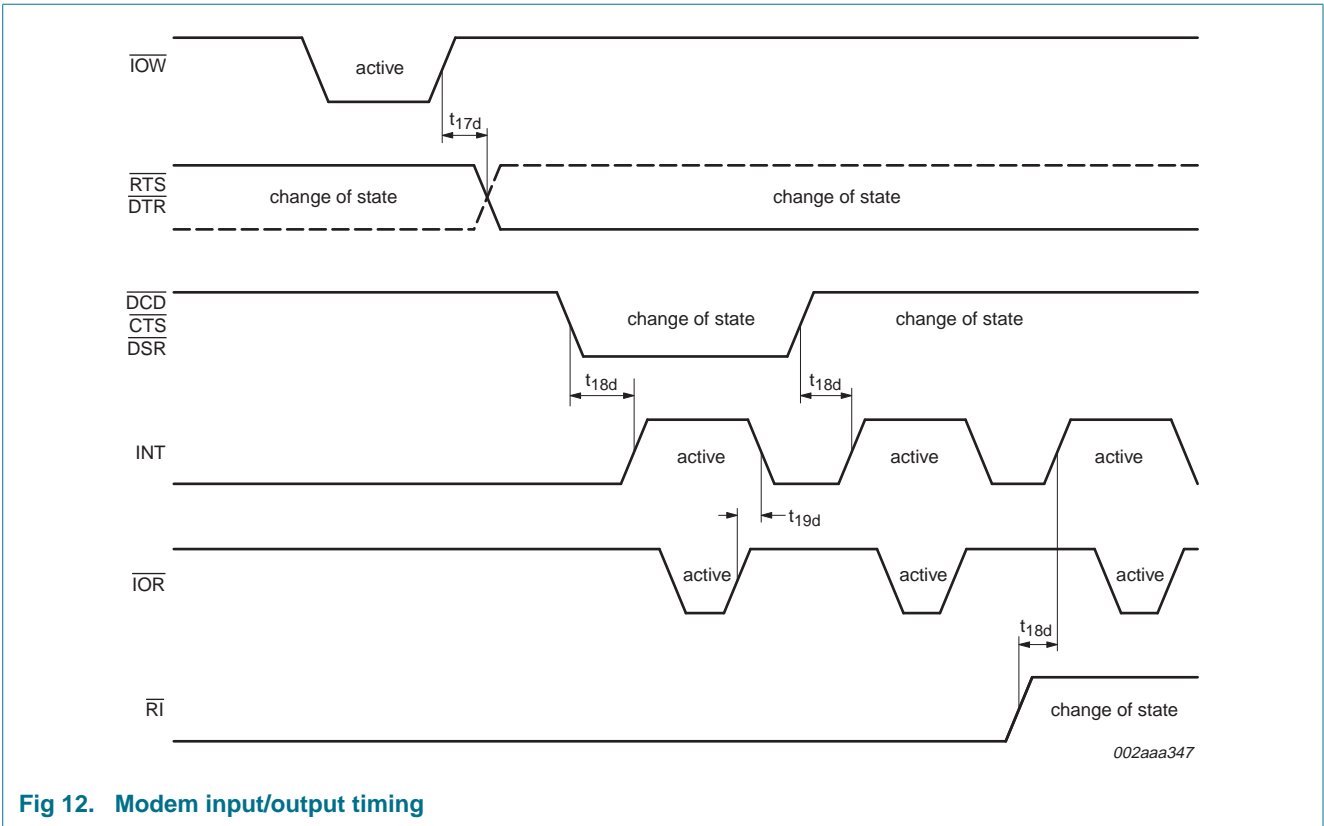 IOW
active
t17d
RTS
DTR
change of state
change of state
DCD
CTS
DSR
change of state
change of state
t18d
t18d
INT
active
active
active
t19d
IOR
active
active
active
t18d
RI
change of state
002aaa347
Fig 12. Modem input/output timing